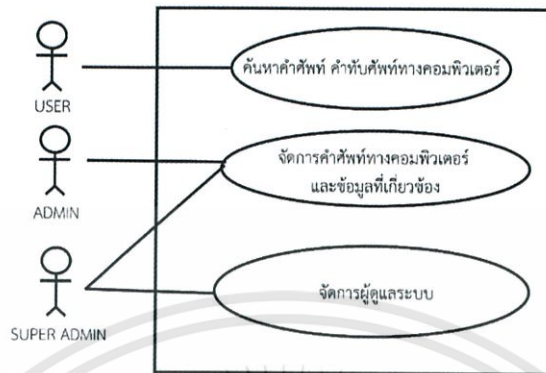 ค้นหาคำศัพท์ คำทับศัพท์ทางคอมพิวเตอร์
USER
จัดการคำศัพท์ทางคอมพิวเตอร์
และข้อมูลที่เกี่ยวข้อง
ADMIN
จัดการผู้ดูแลระบบ
SUPER ADMIN